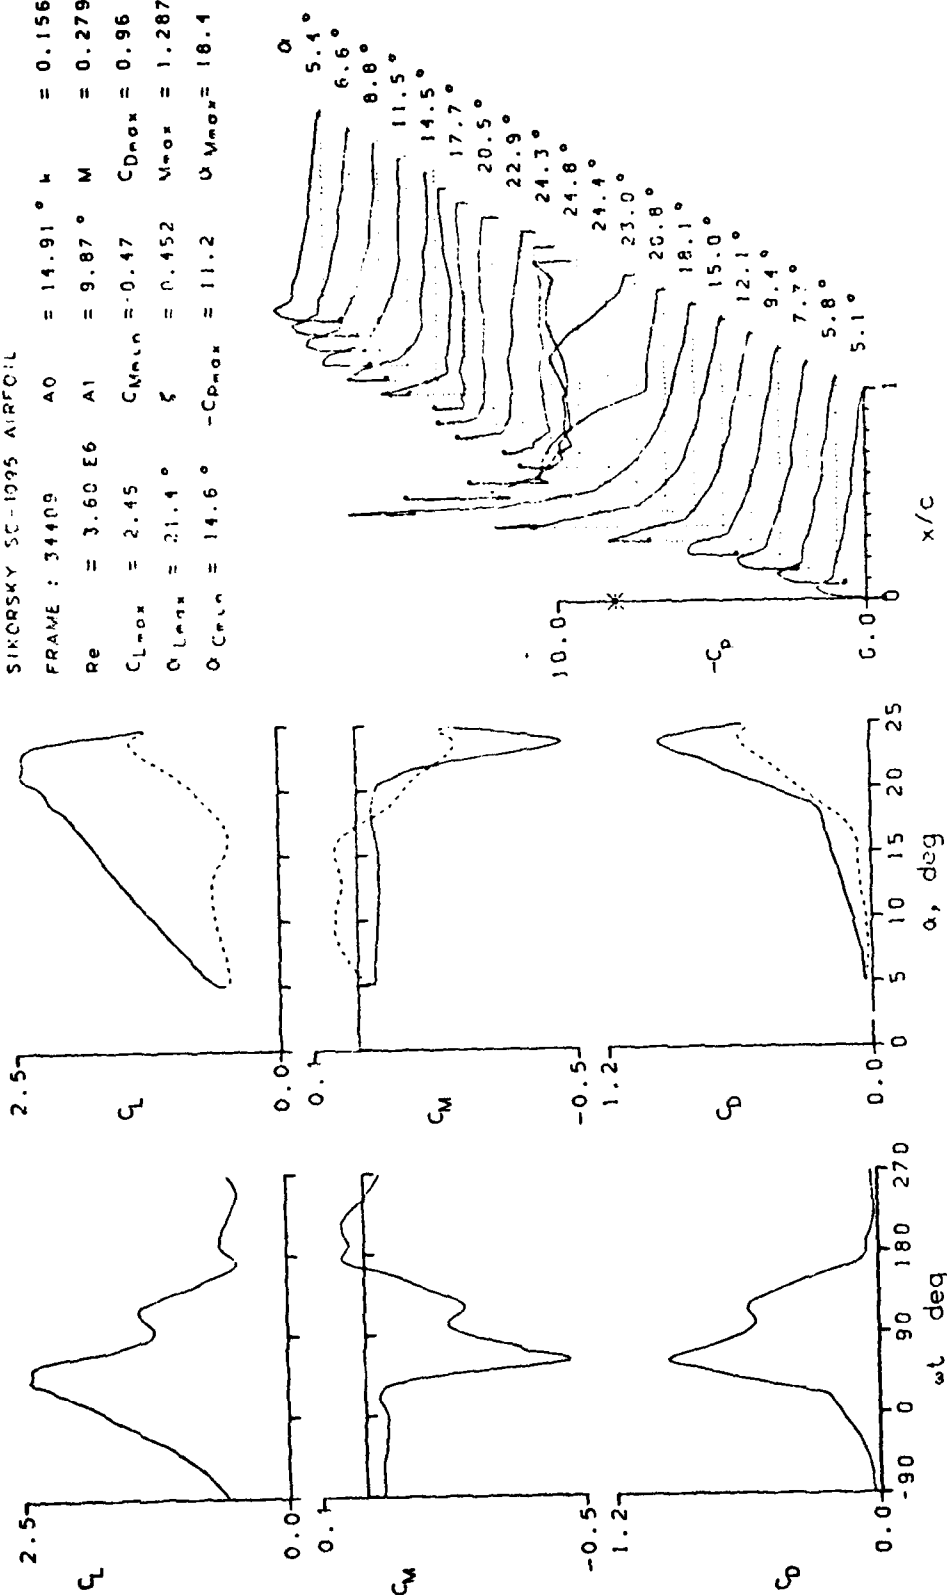 SIKORSKY SC-1095 AIRFOIL
FRAME : 34409 A0 = 14.91 ° k = 0.156
Re = 3.60 E6 A1 = 9.87 ° M = 0.279
CLmax = 2.45 CMmin = -0.47 CDmax = 0.96
α Lmax = 21.4 ° ζ = 0.452 Mmax = 1.287
α Cmin = 14.6 ° -CPmax = 11.2 α Mmax = 18.4
2.5
CL
0.0
0.1
CM
-0.5
1.2
CD
0.0
-90 0 90 180 270
ωt deg
2.5
CL
0.0
0.1
CM
-0.5
1.2
CD
0.0
0 5 10 15 20 25
α, deg
α
5.4 °
6.6 °
8.8 °
11.5 °
14.5 °
17.7 °
20.5 °
22.9 °
24.3 °
24.8 °
24.4 °
23.0 °
20.8 °
18.1 °
15.0 °
12.1 °
9.4 °
7.7 °
5.8 °
5.1 °
10.0
-Cp
0.0
0 1
x/c